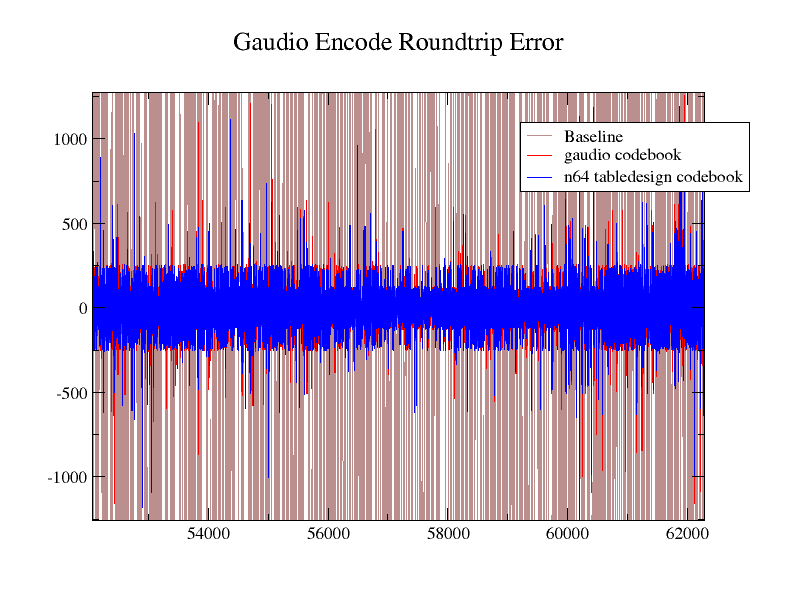 Gaudio Encode Roundtrip Error
1000
500
0
-500
-1000
54000
56000
58000
60000
62000
Baseline
gaudio codebook
n64 tabledesign codebook